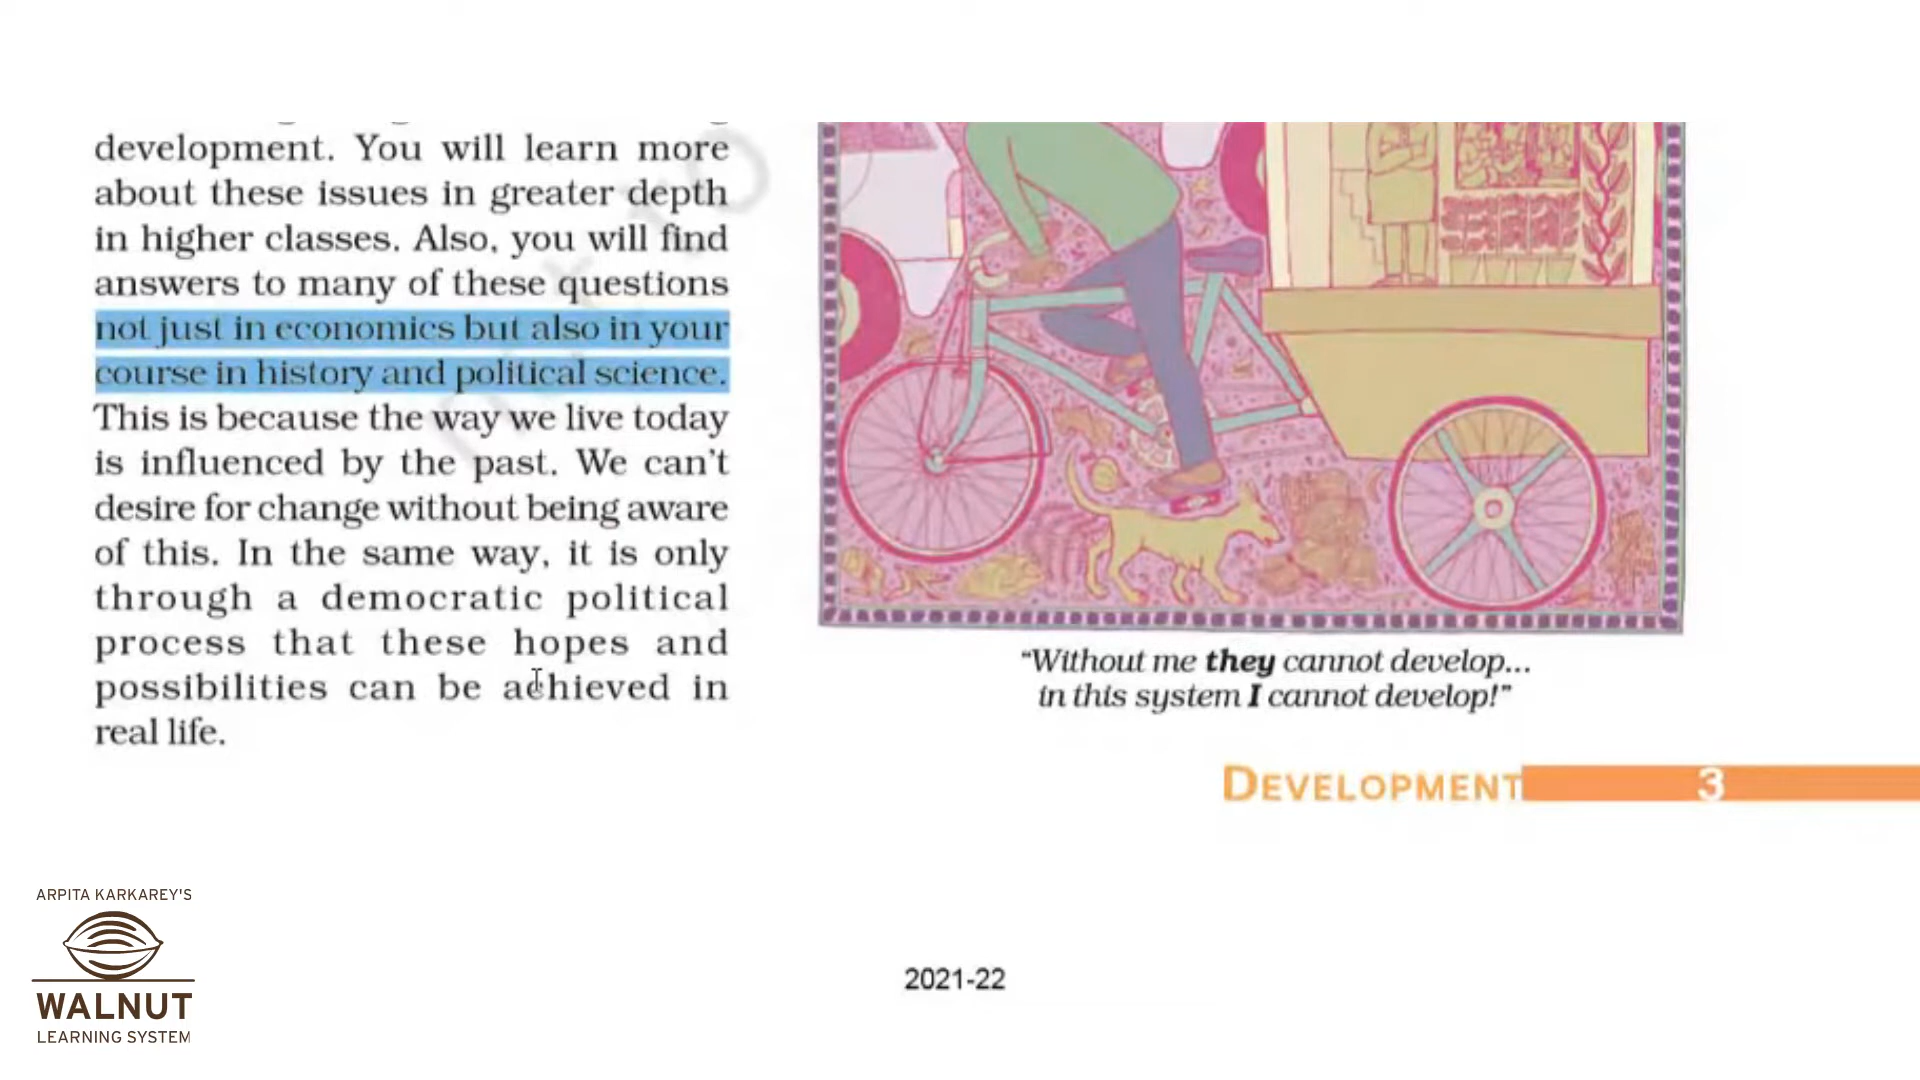 development. You will learn more
about these issues in greater depth
in higher classes. Also, you will find
answers to many of these questions
not just in economics but also in your
course in history and political science.
This is because the way we live today
is influenced by the past. We can't
desire for change without being aware
of this. In the same way, it is only
through a democratic political
process that these hopes and
possibilities can be achieved in
real life.
“Without me they cannot develop...
in this system I cannot develop!”
DEVELOPMENT 3
ARPITA KARKAREY'S
WALNUT
LEARNING SYSTEM
2021-22